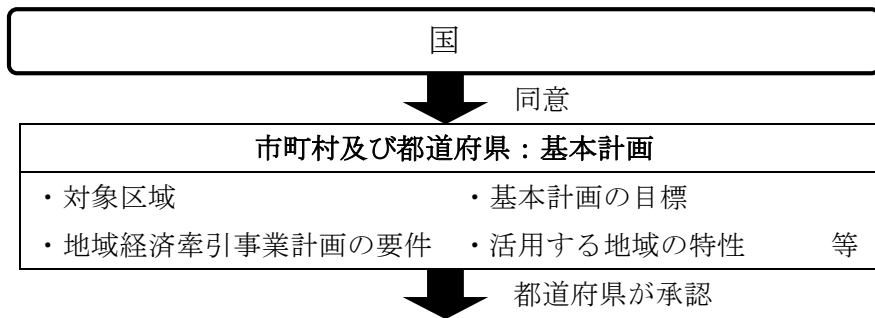 国
同意
市町村及び都道府県：基本計画
・対象区域 ・基本計画の目標
・地域経済牽引事業計画の要件 ・活用する地域の特性 等
都道府県が承認